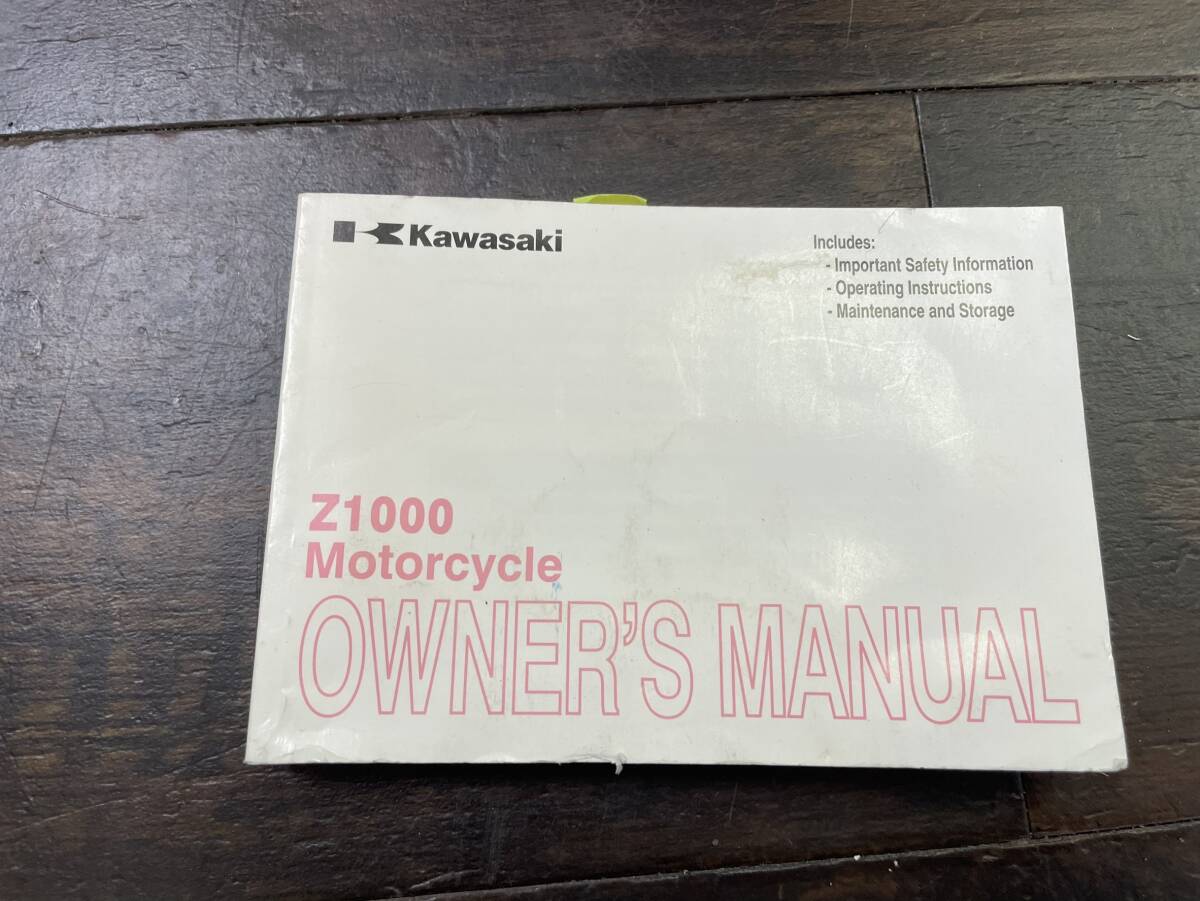 Kawasaki
Includes:
- Important Safety Information
- Operating Instructions
- Maintenance and Storage
Z1000
Motorcycle
OWNER'S MANUAL